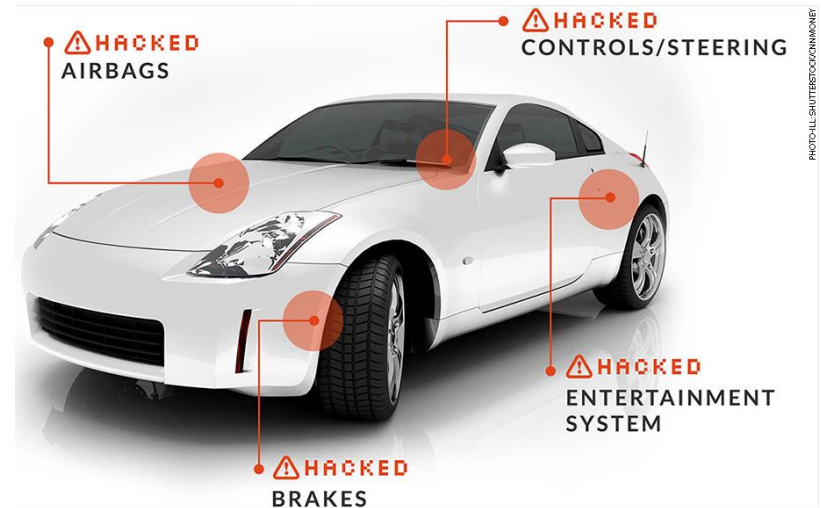 HACKED
AIRBAGS
HACKED
CONTROLS/STEERING
HACKED
ENTERTAINMENT
SYSTEM
HACKED
BRAKES
PHOTO-ILL: SHUTTERSTOCK/CNNMONEY